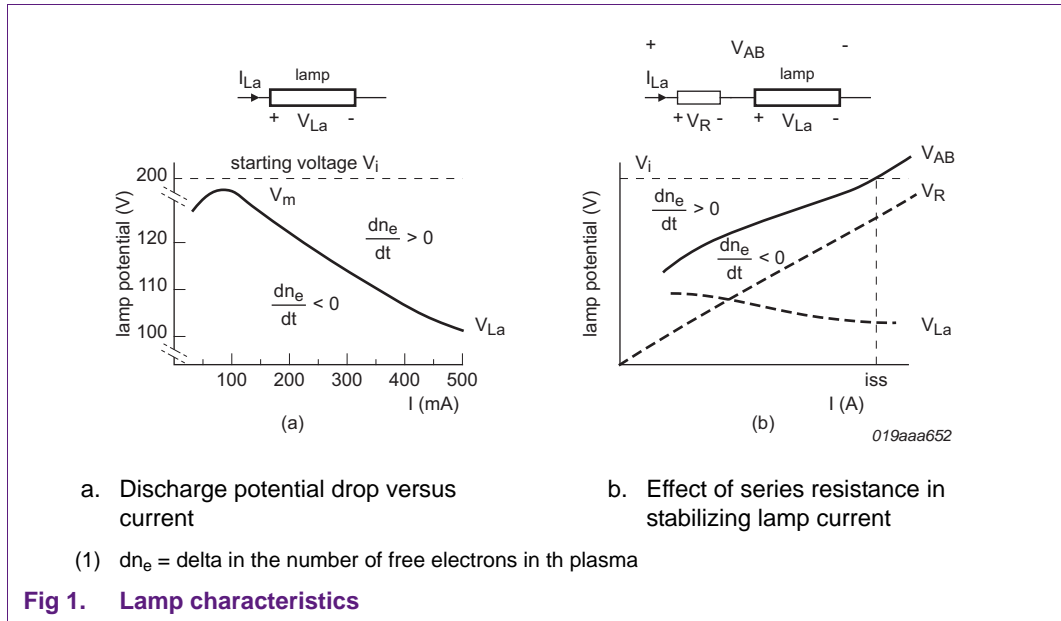 I_La
lamp
+ V_La -
starting voltage V_i
V_m
200
120
110
100
lamp potential (V)
dn_e/dt > 0
dn_e/dt < 0
V_La
100 200 300 400 500
I (mA)
(a)
+ V_AB -
I_La
lamp
+ V_R - + V_La -
V_i
V_AB
V_R
dn_e/dt > 0
dn_e/dt < 0
lamp potential (V)
V_La
iss
I (A)
(b)
019aaa652
a. Discharge potential drop versus
current
b. Effect of series resistance in
stabilizing lamp current
(1) dn_e = delta in the number of free electrons in th plasma
Fig 1. Lamp characteristics